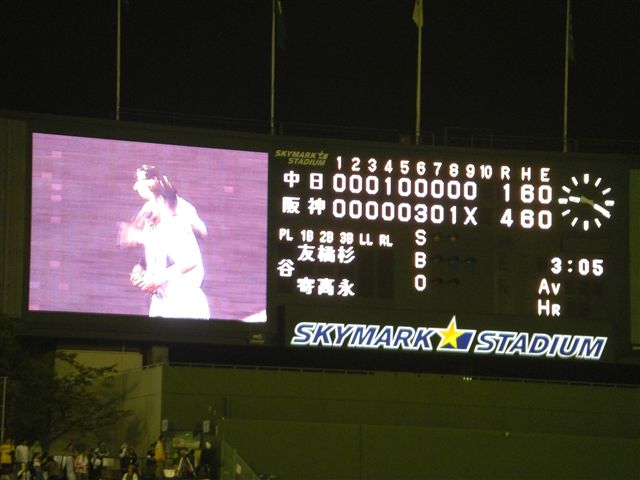 SKYMARK
STADIUM
1 2 3 4 5 6 7 8 9 10 R H E
中日 000100000 1 6 0
阪神 00000301X 4 6 0
PL 1B 2B 3B LL RL S
友橘杉
谷 B
寄高永 O
3:05
AV
HR
SKYMARK STADIUM